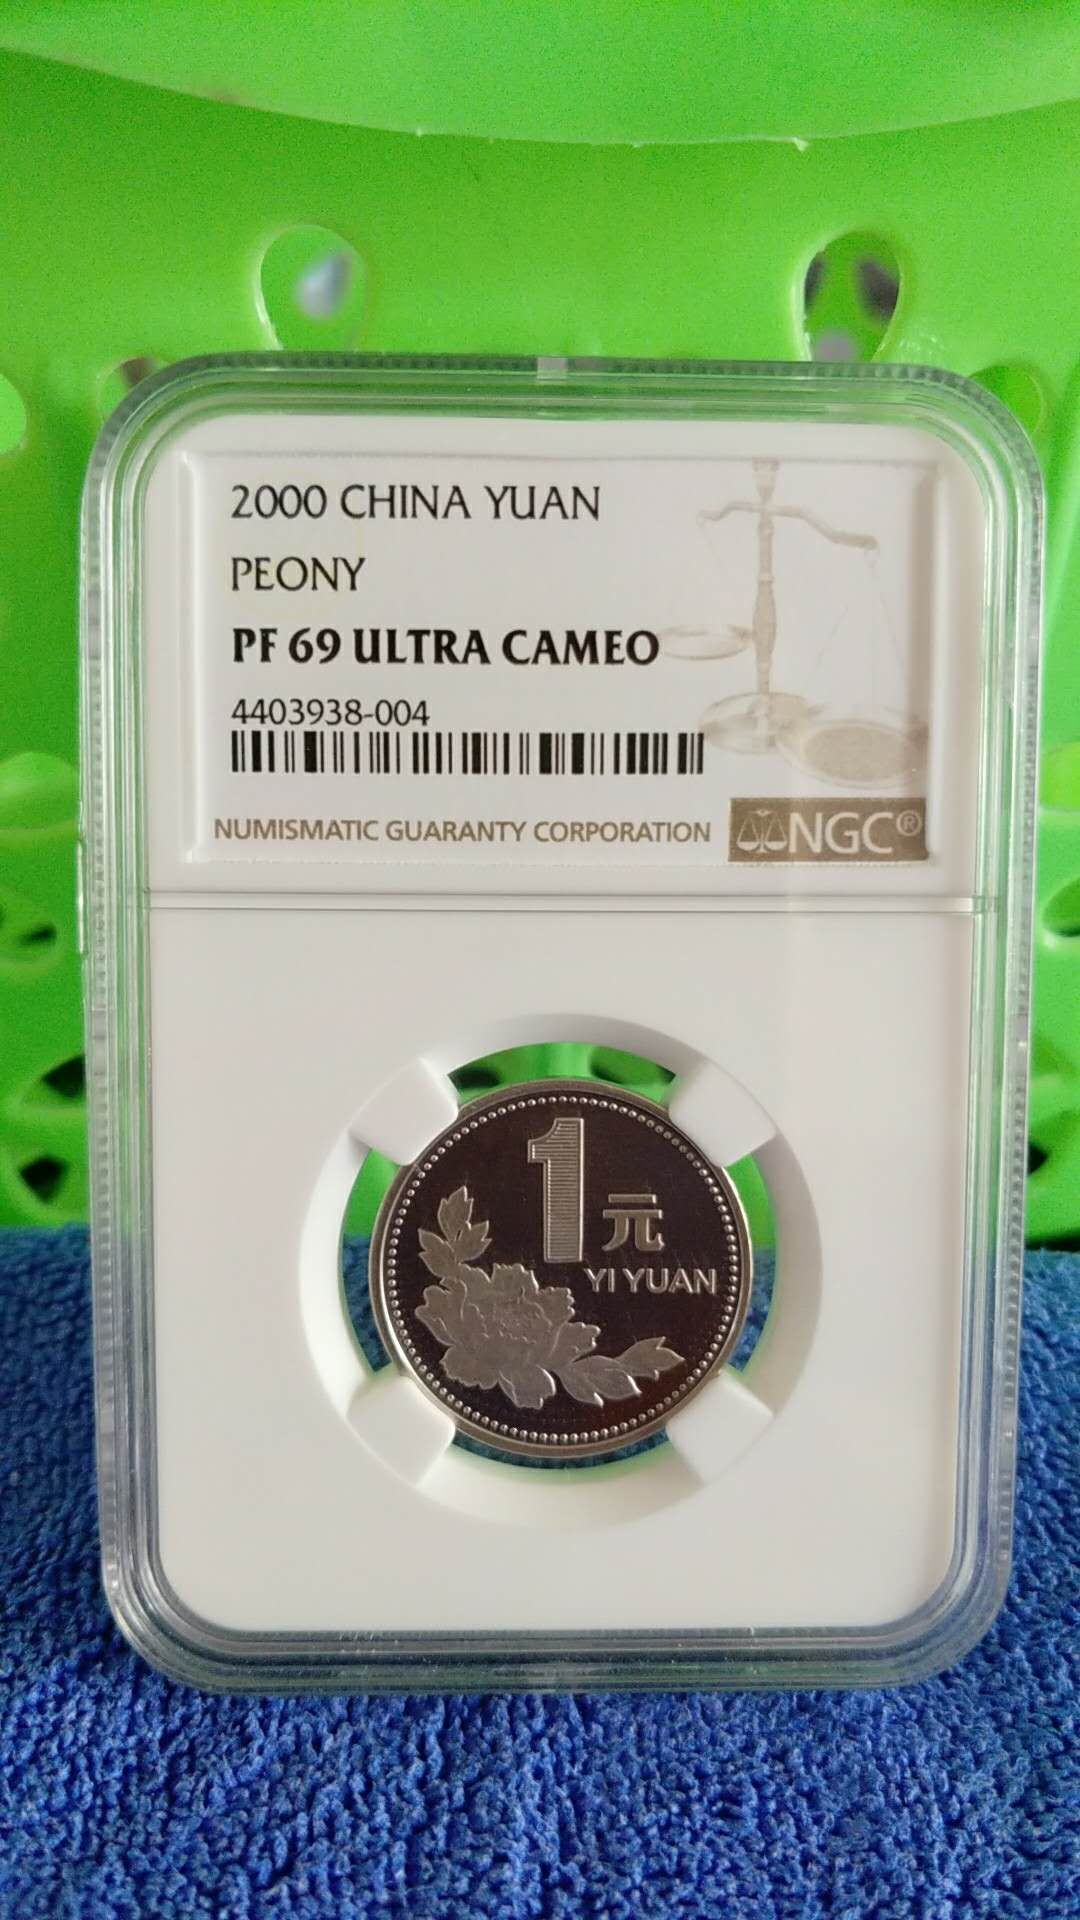 2000 CHINA YUAN
PEONY
PF 69 ULTRA CAMEO
4403938-004
NUMISMATIC GUARANTY CORPORATION
NGC®
1
元
YI YUAN